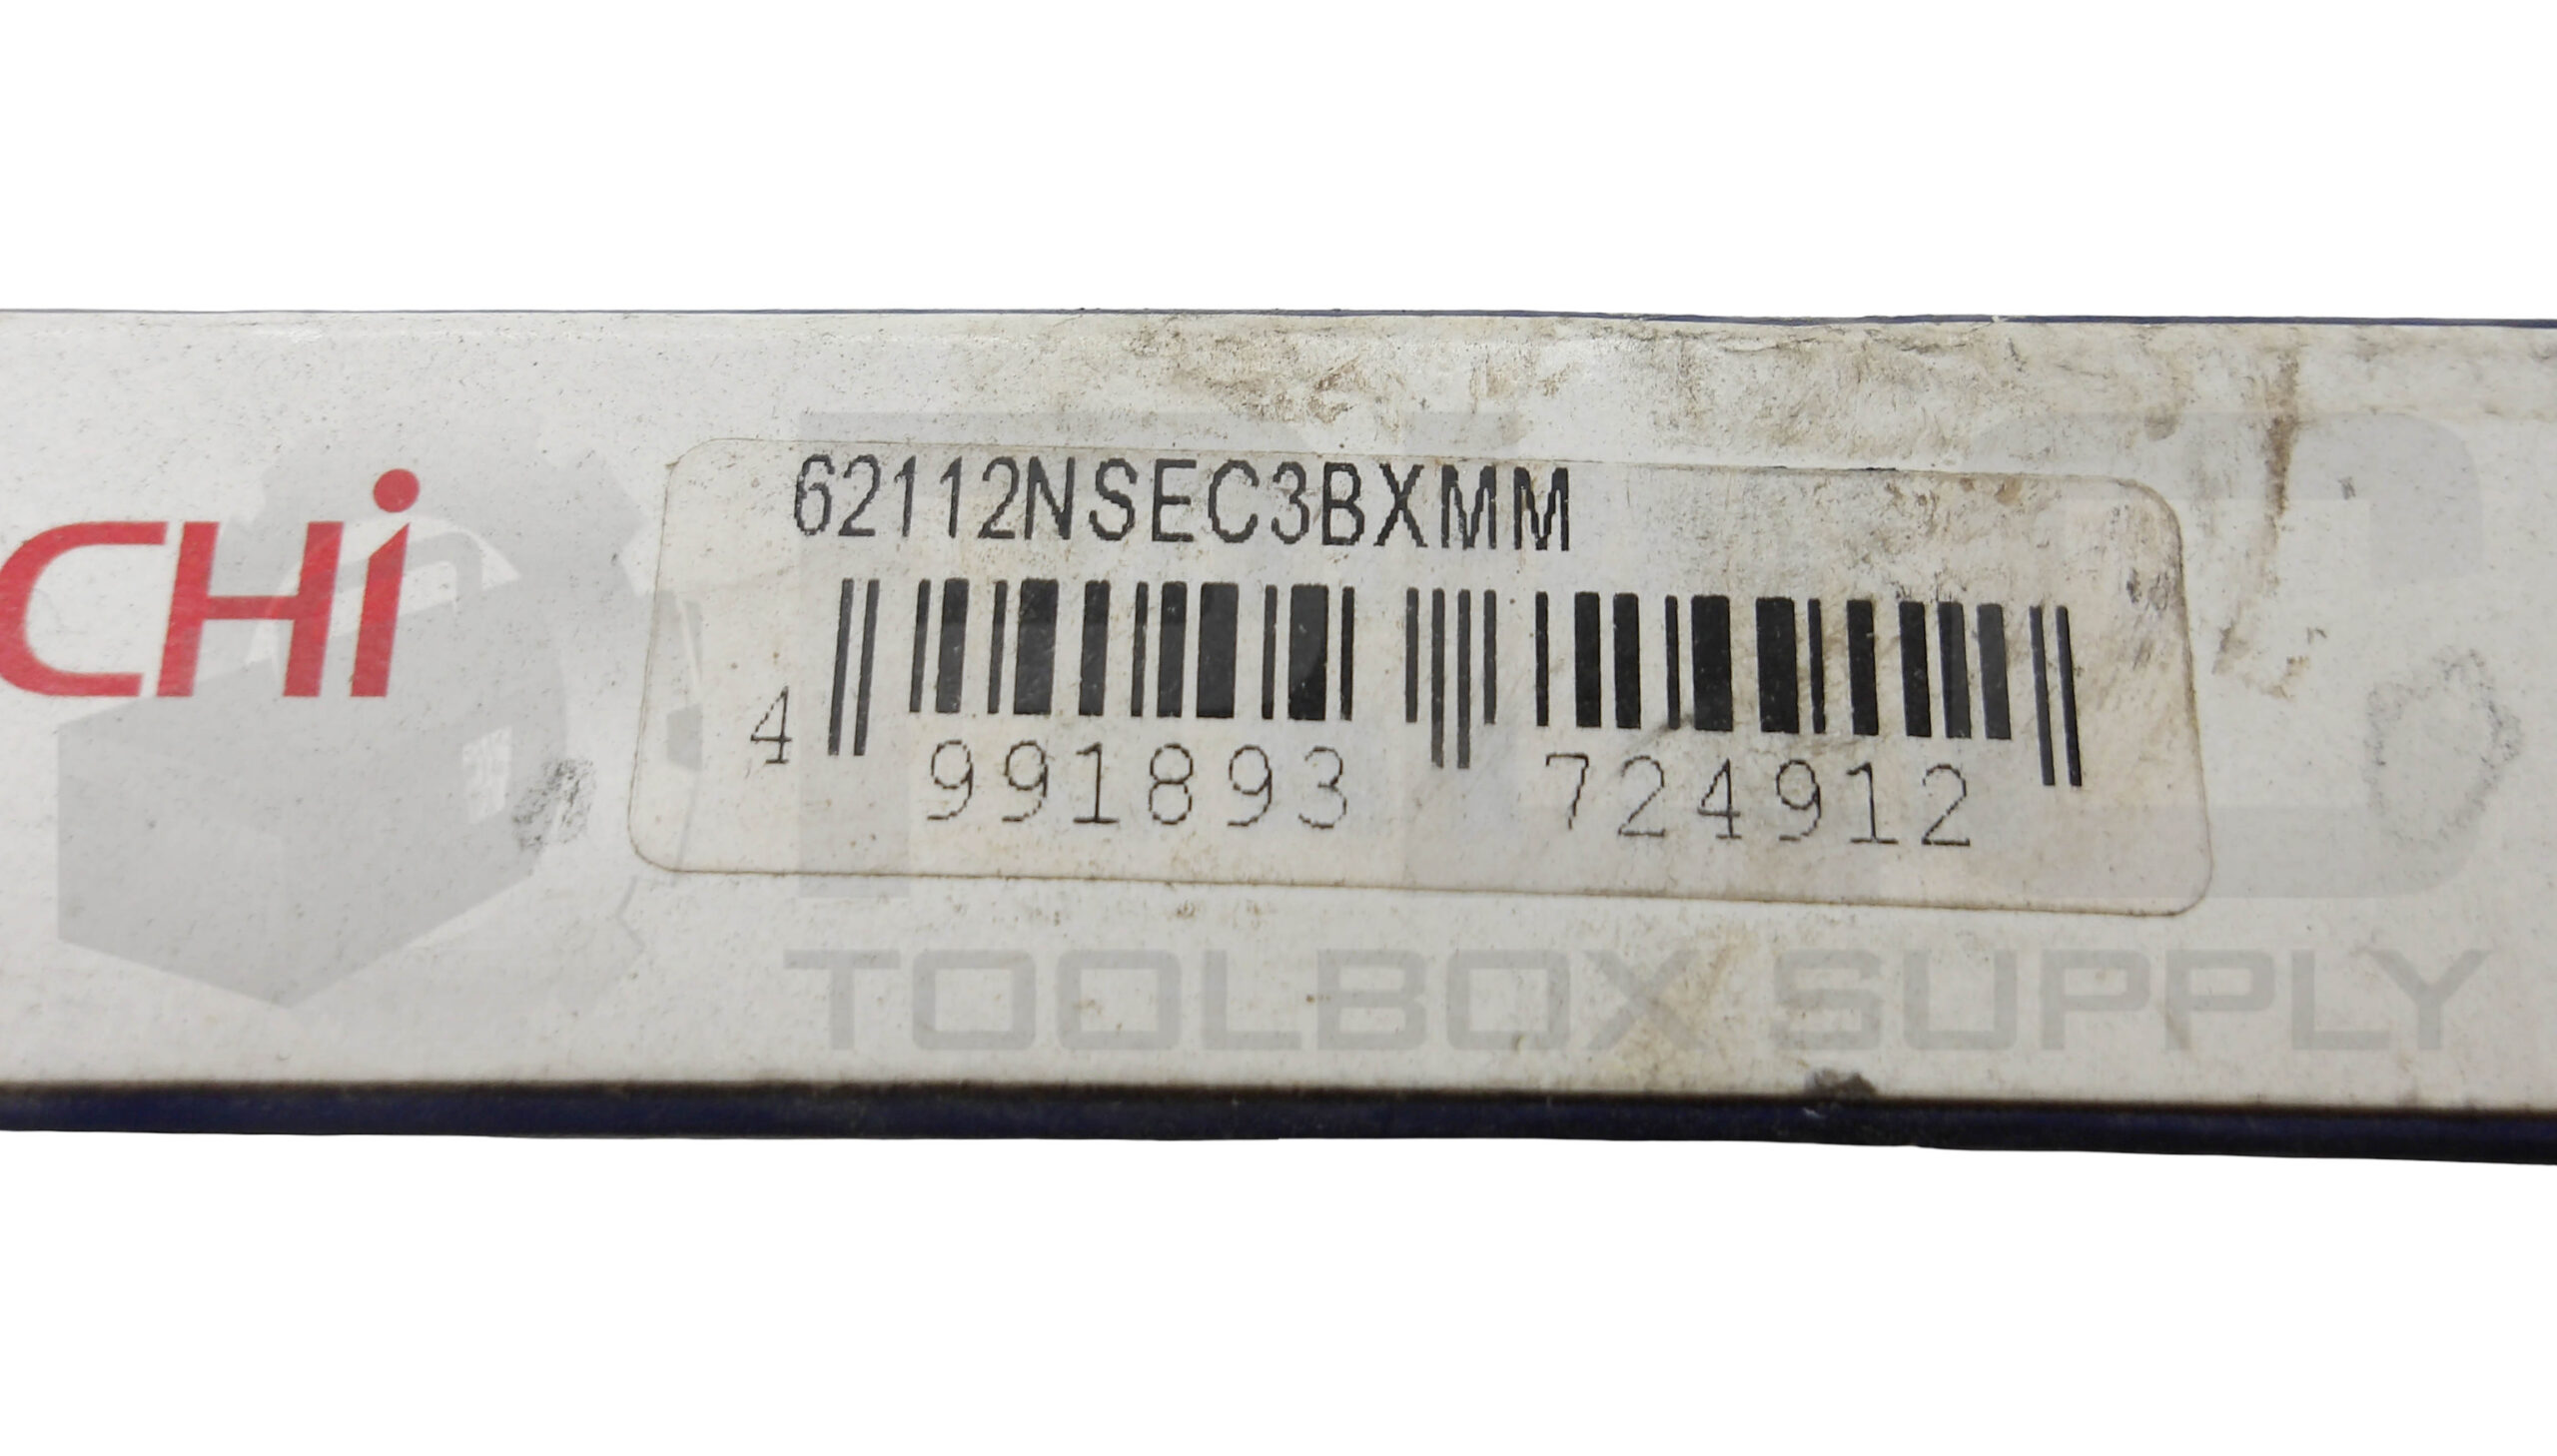 62112NSEC3BXMM
CHi
4 991893 724912
TOOLBOX SUPPLY